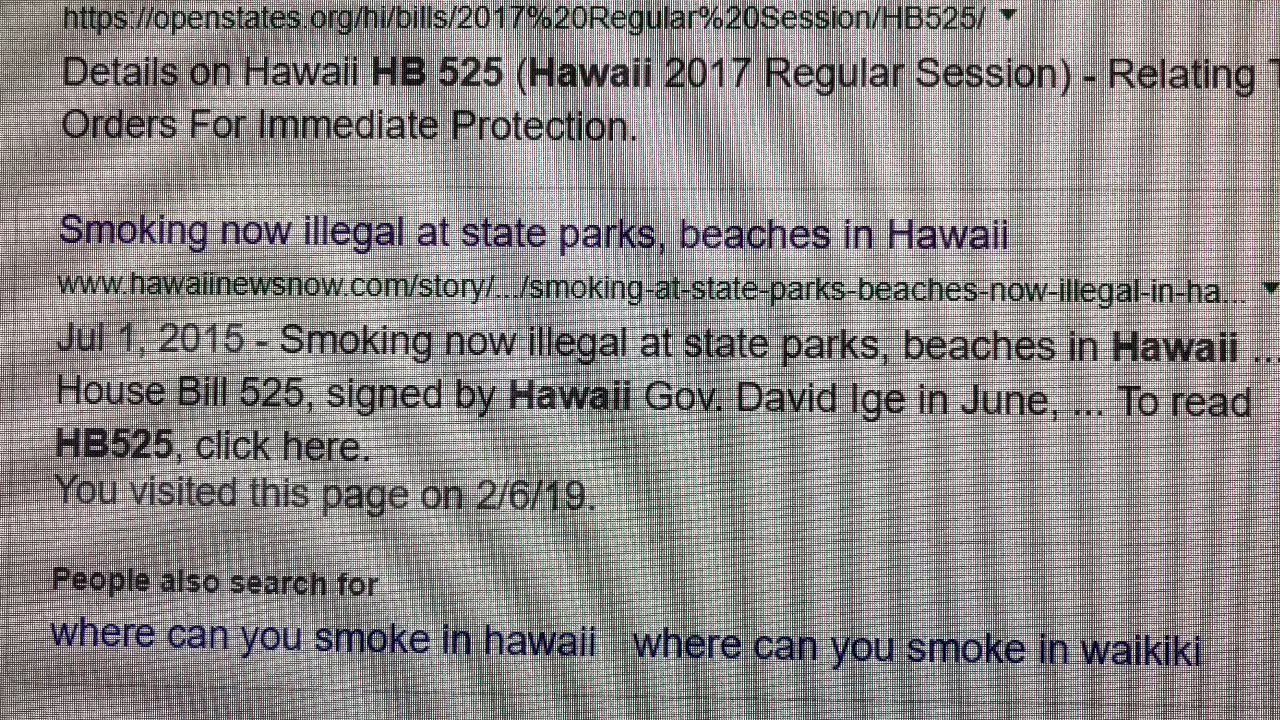 https://openstates.org/hi/bills/2017%20Regular%20Session/HB525/
Details on Hawaii HB 525 (Hawaii 2017 Regular Session) - Relating T
Orders For Immediate Protection.
Smoking now illegal at state parks, beaches in Hawaii
www.hawaiinewsnow.com/story/.../smoking-at-state-parks-beaches-now-illegal-in-ha...
Jul 1, 2015 - Smoking now illegal at state parks, beaches in Hawaii ...
House Bill 525, signed by Hawaii Gov. David Ige in June, ... To read
HB525, click here.
You visited this page on 2/6/19.
People also search for
where can you smoke in hawaii where can you smoke in waikiki